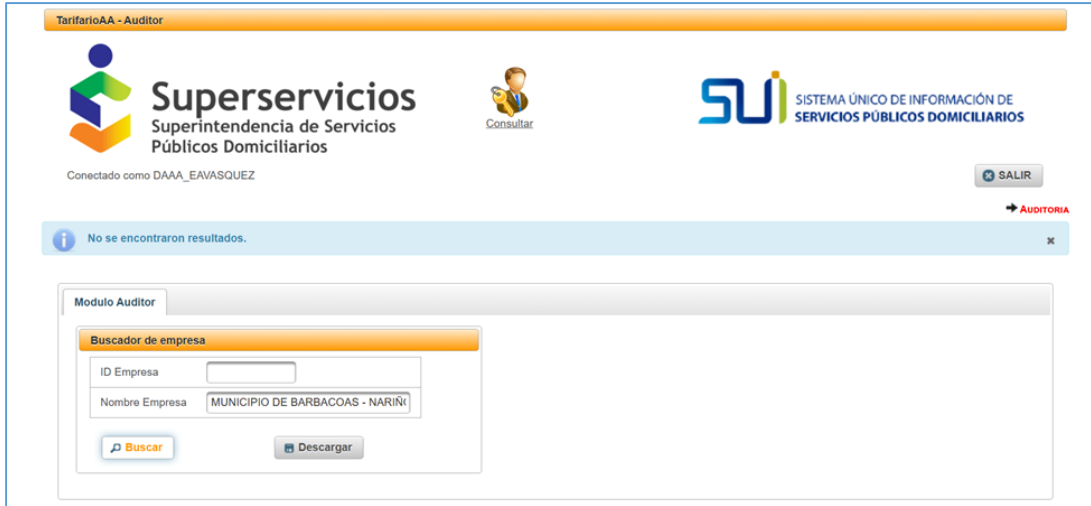 TarifarioAA - Auditor
Superservicios
Superintendencia de Servicios
Públicos Domiciliarios
Consultar
sui SISTEMA ÚNICO DE INFORMACIÓN DE
SERVICIOS PÚBLICOS DOMICILIARIOS
Conectado como DAAA_EAVASQUEZ
SALIR
AUDITORIA
No se encontraron resultados.
Modulo Auditor
Buscador de empresa
ID Empresa
Nombre Empresa MUNICIPIO DE BARBACOAS - NARIÑ
Buscar Descargar